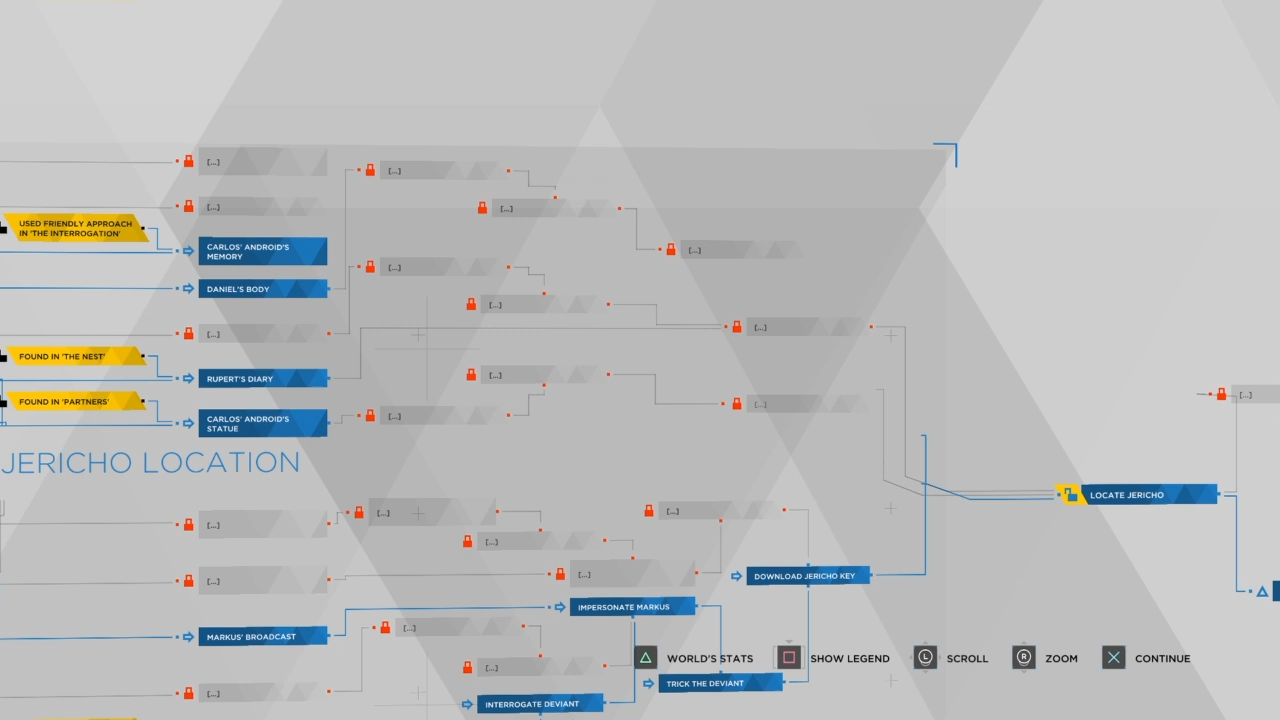 [...]
[...]
[...]
[...]
USED FRIENDLY APPROACH
IN 'THE INTERROGATION'
CARLOS' ANDROID'S
MEMORY
[...]
[...]
DANIEL'S BODY
[...]
[...]
[...]
FOUND IN 'THE NEST'
RUPERT'S DIARY
[...]
FOUND IN 'PARTNERS'
[...]
[...]
CARLOS' ANDROID'S
STATUE
[...]
JERICHO LOCATION
LOCATE JERICHO
[...]
[...]
[...]
[...]
[...]
[...]
DOWNLOAD JERICHO KEY
IMPERSONATE MARKUS
MARKUS' BROADCAST
[...]
WORLD'S STATS
SHOW LEGEND
L
SCROLL
R
ZOOM
CONTINUE
[...]
TRICK THE DEVIANT
[...]
INTERROGATE DEVIANT